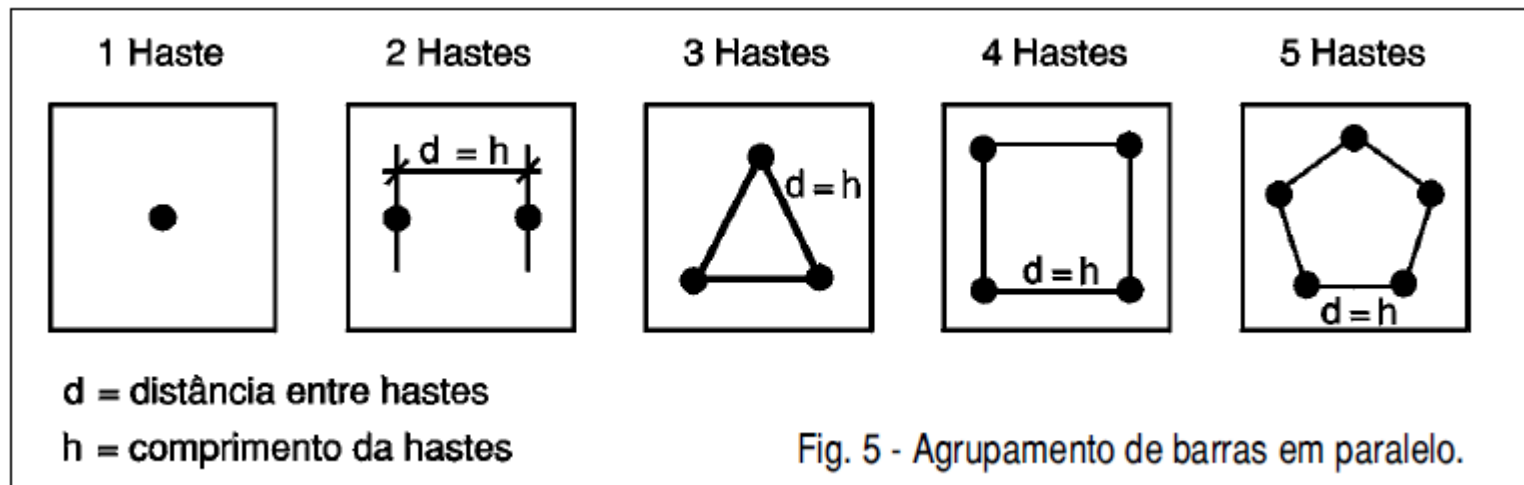 1 Haste
2 Hastes
3 Hastes
4 Hastes
5 Hastes
d = h
d = h
d = h
d = h
d = distância entre hastes
h = comprimento da hastes
Fig. 5 - Agrupamento de barras em paralelo.